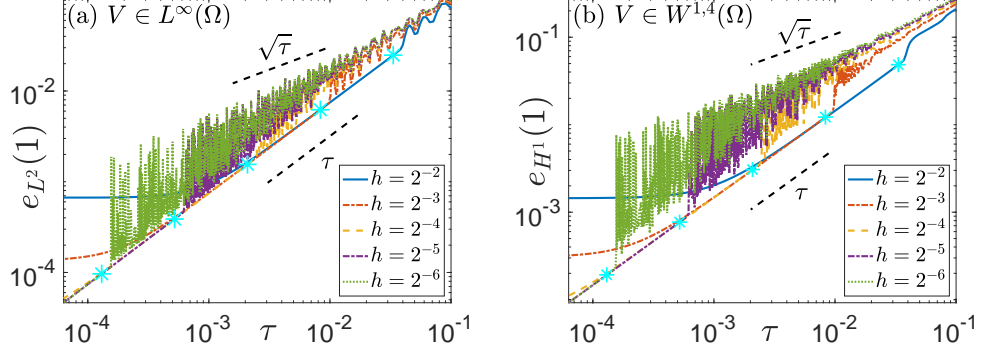 (a) V ∈ L^∞(Ω)
√τ
τ
10^{-2}
10^{-4}
e_{L^2}(1)
h = 2^{-2}
h = 2^{-3}
h = 2^{-4}
h = 2^{-5}
h = 2^{-6}
10^{-4} 10^{-3} τ 10^{-2} 10^{-1}
(b) V ∈ W^{1,4}(Ω)
√τ
τ
10^{-1}
10^{-3}
e_{H^1}(1)
h = 2^{-2}
h = 2^{-3}
h = 2^{-4}
h = 2^{-5}
h = 2^{-6}
10^{-4} 10^{-3} τ 10^{-2} 10^{-1}